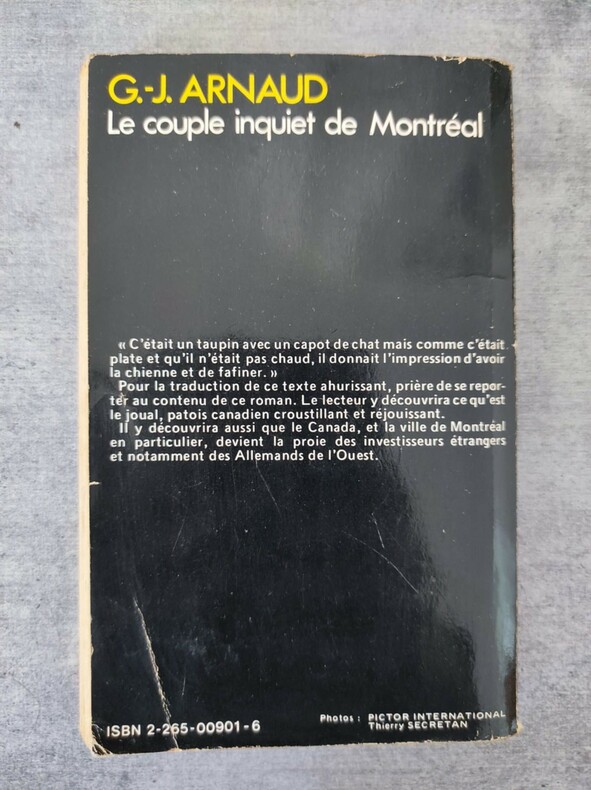 G.-J. ARNAUD
Le couple inquiet de Montréal
« C'était un taupin avec un capot de chat mais comme c'était
plate et qu'il n'était pas chaud, il donnait l'impression d'avoir
la chienne et de fafiner. »
Pour la traduction de ce texte ahurissant, prière de se repor-
ter au contenu de ce roman. Le lecteur y découvrira ce qu'est
le joual, patois canadien croustillant et réjouissant.
Il y découvrira aussi que le Canada, et la ville de Montréal
en particulier, devient la proie des investisseurs étrangers
et notamment des Allemands de l'Ouest.
ISBN 2-265-00901-6
Photos : PICTOR INTERNATIONAL
Thierry SECRETAN